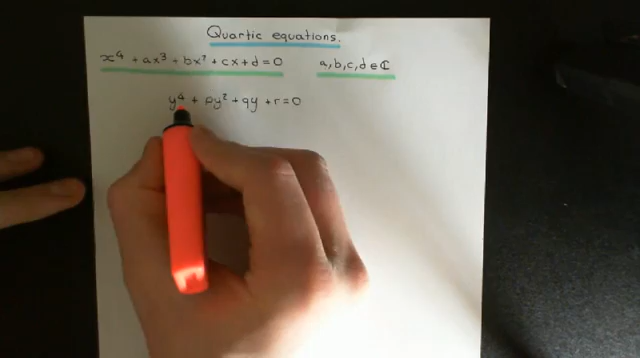 Quartic equations.
x⁴ + ax³ + bx² + cx + d = 0 a, b, c, d ∈ ℂ
y⁴ + py² + qy + r = 0